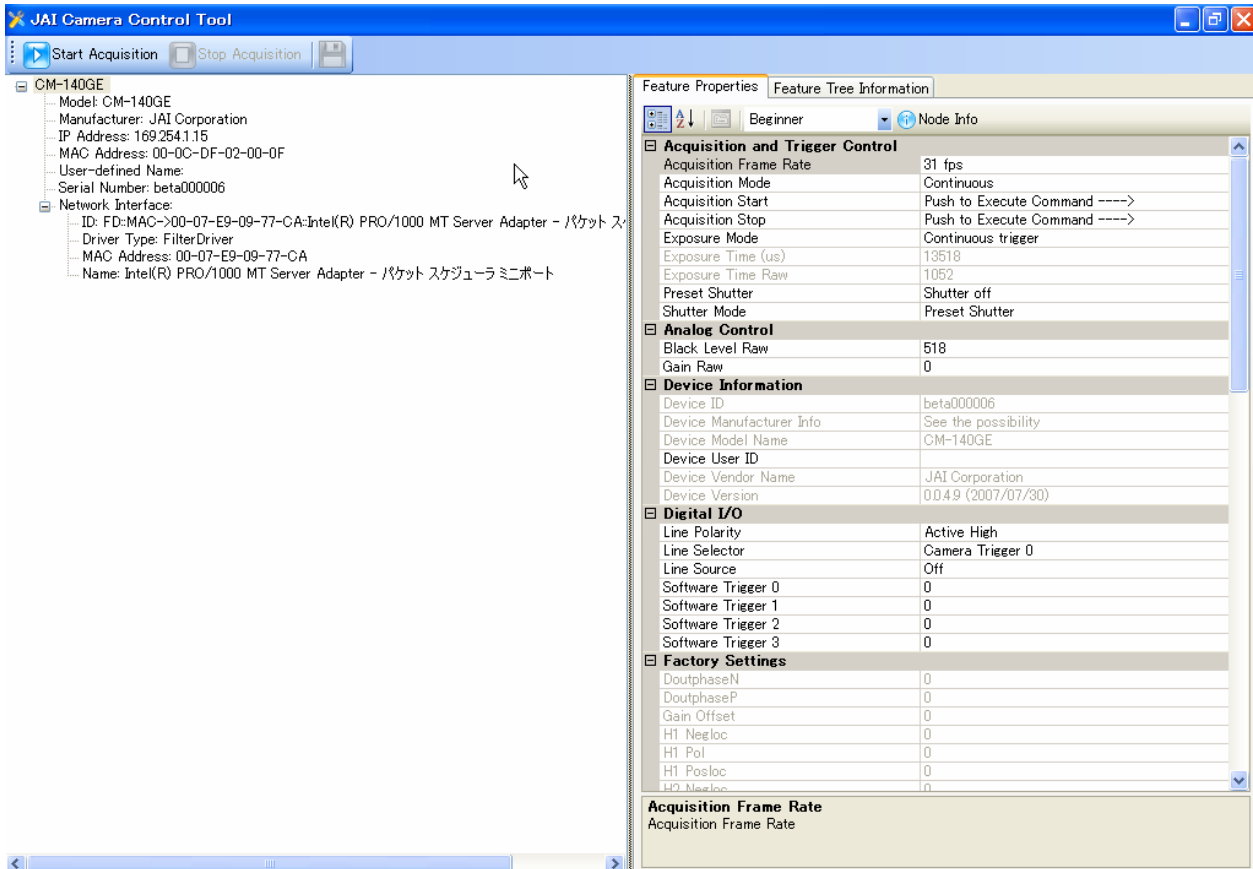 JAI Camera Control Tool
Start Acquisition Stop Acquisition
CM-140GE
Model: CM-140GE
Manufacturer: JAI Corporation
IP Address: 169.254.1.15
MAC Address: 00-0C-DF-02-00-0F
User-defined Name:
Serial Number: beta000006
Network Interface:
ID: FD::MAC->00-07-E9-09-77-CA::Intel(R) PRO/1000 MT Server Adapter - パケット ス
Driver Type: FilterDriver
MAC Address: 00-07-E9-09-77-CA
Name: Intel(R) PRO/1000 MT Server Adapter - パケット スケジューラ ミニポート
Feature Properties Feature Tree Information
Beginner Node Info
Acquisition and Trigger Control
Acquisition Frame Rate 31 fps
Acquisition Mode Continuous
Acquisition Start Push to Execute Command ---->
Acquisition Stop Push to Execute Command ---->
Exposure Mode Continuous trigger
Exposure Time (us) 13518
Exposure Time Raw 1052
Preset Shutter Shutter off
Shutter Mode Preset Shutter
Analog Control
Black Level Raw 518
Gain Raw 0
Device Information
Device ID beta000006
Device Manufacturer Info See the possibility
Device Model Name CM-140GE
Device User ID
Device Vendor Name JAI Corporation
Device Version 0.0.4.9 (2007/07/30)
Digital I/O
Line Polarity Active High
Line Selector Camera Trigger 0
Line Source Off
Software Trigger 0 0
Software Trigger 1 0
Software Trigger 2 0
Software Trigger 3 0
Factory Settings
DoutphaseN 0
DoutphaseP 0
Gain Offset 0
H1 Negloc 0
H1 Pol 0
H1 Posloc 0
H2 Negloc 0
Acquisition Frame Rate
Acquisition Frame Rate